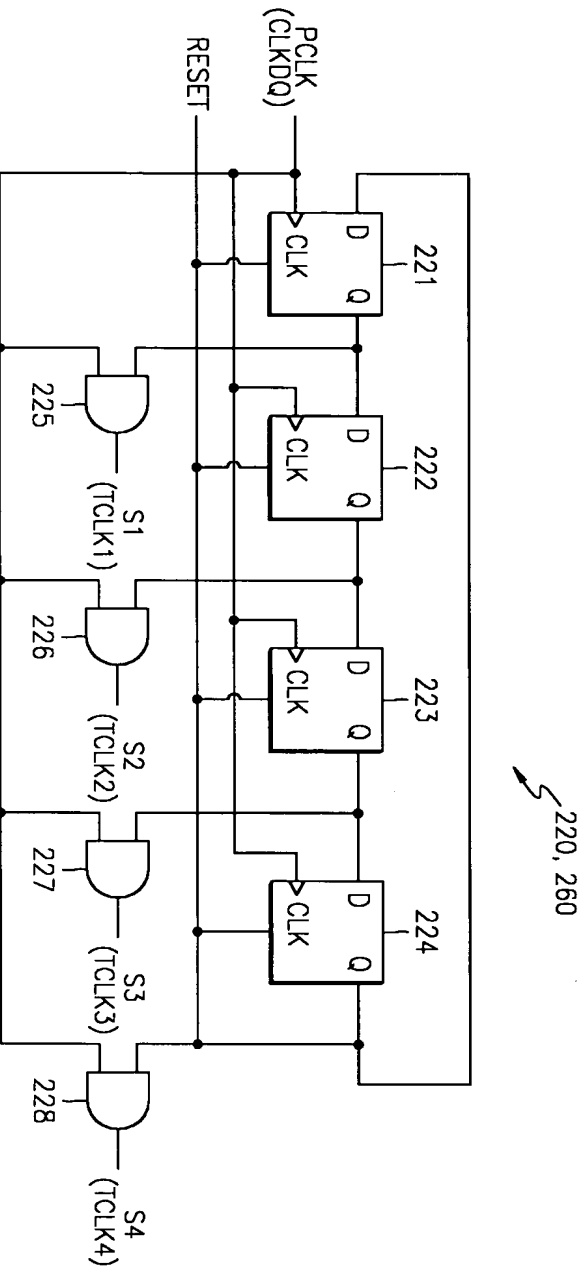 220, 260
221
222
223
224
D
Q
D
Q
D
Q
D
Q
CLK
CLK
CLK
CLK
PCLK
(CLKDQ)
RESET
225
226
227
228
S1
(TCLK1)
S2
(TCLK2)
S3
(TCLK3)
S4
(TCLK4)